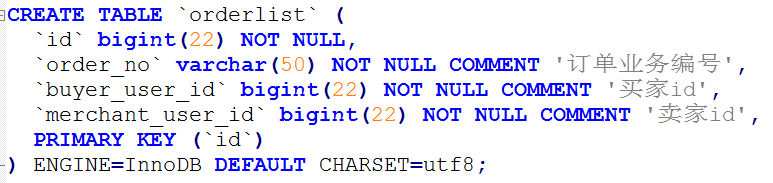 CREATE TABLE `orderlist` (
  `id` bigint(22) NOT NULL,
  `order_no` varchar(50) NOT NULL COMMENT '订单业务编号',
  `buyer_user_id` bigint(22) NOT NULL COMMENT '买家id',
  `merchant_user_id` bigint(22) NOT NULL COMMENT '卖家id',
  PRIMARY KEY (`id`)
) ENGINE=InnoDB DEFAULT CHARSET=utf8;